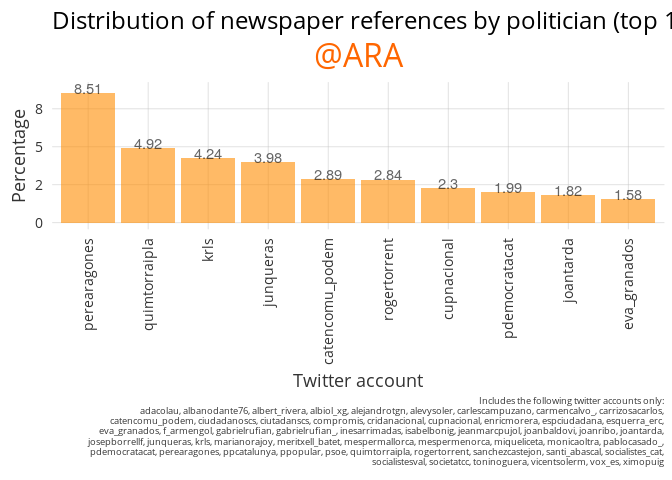 Distribution of newspaper references by politician (top 1
@ARA
Percentage
8
5
2
0
8.51
4.92
4.24
3.98
2.89
2.84
2.3
1.99
1.82
1.58
perearagones
quimtorraipla
krls
junqueras
catencomu_podem
rogertorrent
cupnacional
pdemocratacat
joantarda
eva_granados
Twitter account
Includes the following twitter accounts only:
adacolau, albanodante76, albert_rivera, albiol_xg, alejandrotgn, alevysoler, carlescampuzano, carmencalvo_, carrizosacarlos,
catencomu_podem, ciudadanoscs, ciutadanscs, compromis, cridanacional, cupnacional, enricmorera, espciudadana, esquerra_erc,
eva_granados, f_armengol, gabrielrufian, gabrielrufian_, inesarrimadas, isabelbonig, jeanmarcpujol, joanbaldovi, joanribo, joantarda,
josepborrellf, junqueras, krls, marianorajoy, meritxell_batet, mespermallorca, mespermenorca, miqueliceta, monicaoltra, pablocasado_,
pdemocratacat, perearagones, ppcatalunya, ppopular, psoe, quimtorraipla, rogertorrent, sanchezcastejon, santi_abascal, socialistes_cat,
socialistesval, societatcc, toninoguera, vicentsolerm, vox_es, ximopuig